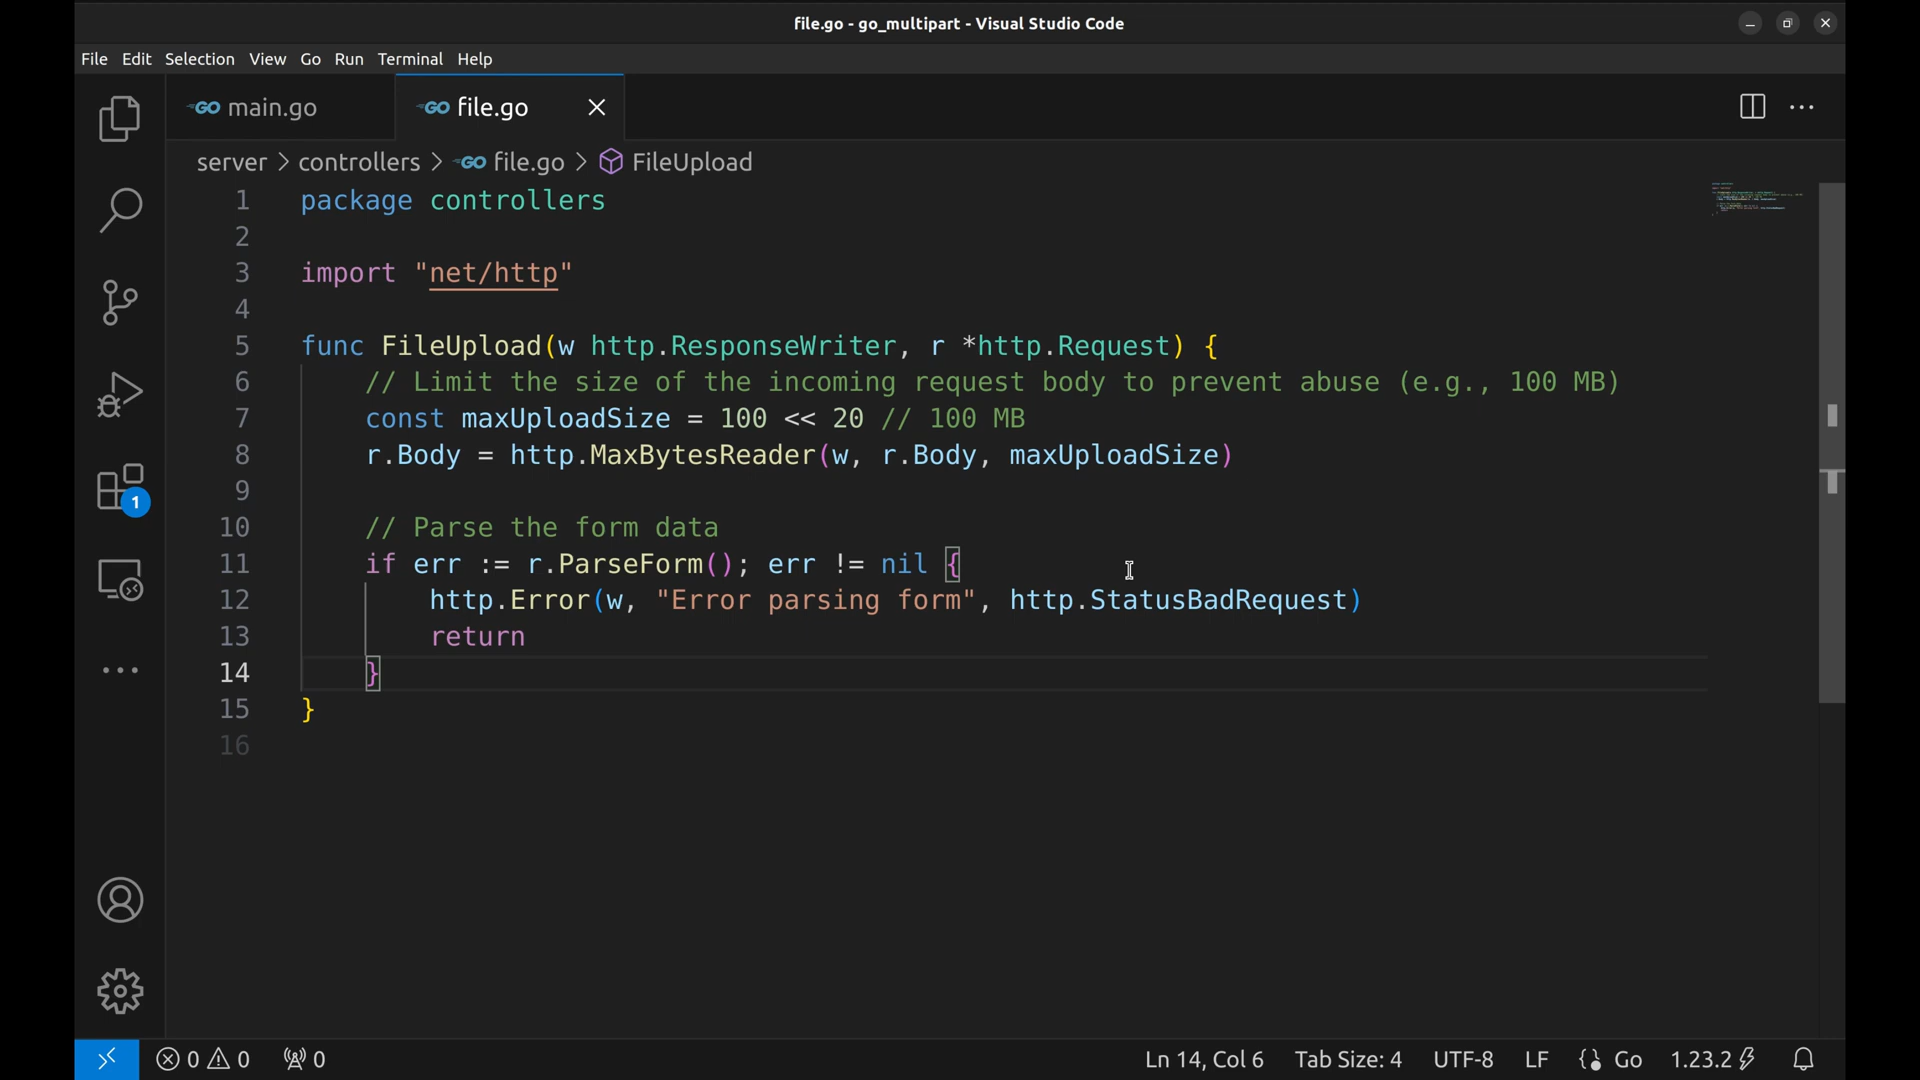 file.go - go_multipart - Visual Studio Code
File Edit Selection View Go Run Terminal Help
GO main.go GO file.go
server > controllers > GO file.go > FileUpload
1 package controllers
2
3 import "net/http"
4
5 func FileUpload(w http.ResponseWriter, r *http.Request) {
6 // Limit the size of the incoming request body to prevent abuse (e.g., 100 MB)
7 const maxUploadSize = 100 << 20 // 100 MB
8 r.Body = http.MaxBytesReader(w, r.Body, maxUploadSize)
9
10 // Parse the form data
11 if err := r.ParseForm(); err != nil {
12 http.Error(w, "Error parsing form", http.StatusBadRequest)
13 return
14 }
15 }
16
1
0 0 0 Ln 14, Col 6 Tab Size: 4 UTF-8 LF {} Go 1.23.2